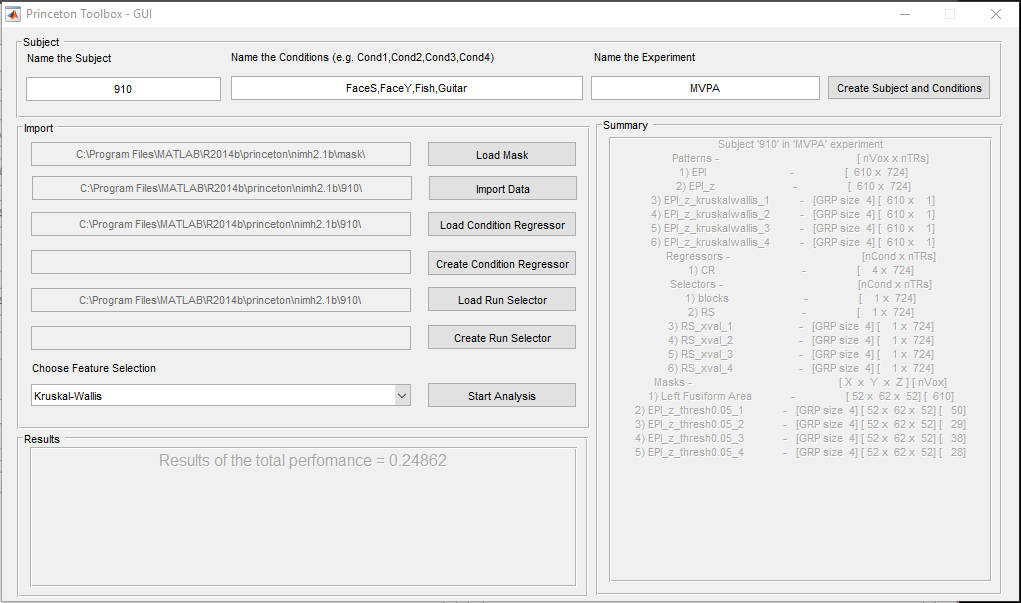 Princeton Toolbox - GUI
Subject
Name the Subject
Name the Conditions (e.g. Cond1,Cond2,Cond3,Cond4)
Name the Experiment
910
FaceS,FaceY,Fish,Guitar
MVPA
Create Subject and Conditions
Import
C:\Program Files\MATLAB\R2014b\princeton\nimh2.1b\mask\
Load Mask
C:\Program Files\MATLAB\R2014b\princeton\nimh2.1b\910\
Import Data
C:\Program Files\MATLAB\R2014b\princeton\nimh2.1b\910\
Load Condition Regressor
Create Condition Regressor
C:\Program Files\MATLAB\R2014b\princeton\nimh2.1b\910\
Load Run Selector
Create Run Selector
Choose Feature Selection
Kruskal-Wallis
Start Analysis
Results
Results of the total perfomance = 0.24862
Summary
Subject '910' in 'MVPA' experiment
Patterns - [ nVox x nTRs]
1) EPI - [ 610 x 724]
2) EPI_z - [ 610 x 724]
3) EPI_z_kruskalwallis_1 - [GRP size 4] [ 610 x 1]
4) EPI_z_kruskalwallis_2 - [GRP size 4] [ 610 x 1]
5) EPI_z_kruskalwallis_3 - [GRP size 4] [ 610 x 1]
6) EPI_z_kruskalwallis_4 - [GRP size 4] [ 610 x 1]
Regressors - [nCond x nTRs]
1) CR - [ 4 x 724]
Selectors - [nCond x nTRs]
1) blocks - [ 1 x 724]
2) RS - [ 1 x 724]
3) RS_xval_1 - [GRP size 4] [ 1 x 724]
4) RS_xval_2 - [GRP size 4] [ 1 x 724]
5) RS_xval_3 - [GRP size 4] [ 1 x 724]
6) RS_xval_4 - [GRP size 4] [ 1 x 724]
Masks - [ X x Y x Z ] [ nVox]
1) Left Fusiform Area - [ 52 x 62 x 52] [ 610]
2) EPI_z_thresh0.05_1 - [GRP size 4] [ 52 x 62 x 52] [ 50]
3) EPI_z_thresh0.05_2 - [GRP size 4] [ 52 x 62 x 52] [ 29]
4) EPI_z_thresh0.05_3 - [GRP size 4] [ 52 x 62 x 52] [ 38]
5) EPI_z_thresh0.05_4 - [GRP size 4] [ 52 x 62 x 52] [ 28]